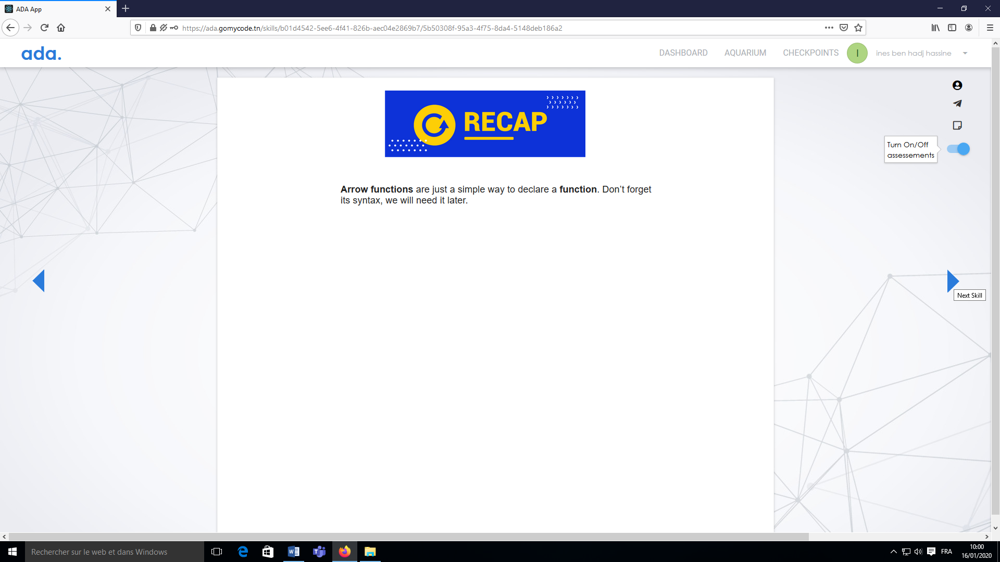 ADA App
https://ada.gomycode.tn/skills/b01d4542-5ee6-4f41-826b-aec04e2869b7/5b50308f-95a3-4f75-8da4-5148deb186a2
ada.
DASHBOARD
AQUARIUM
CHECKPOINTS
I
ines ben hadj hassine
RECAP
Turn On/Off
assessements
Arrow functions are just a simple way to declare a function. Don’t forget
its syntax, we will need it later.
Next Skill
Rechercher sur le web et dans Windows
FRA
10:00
16/01/2020